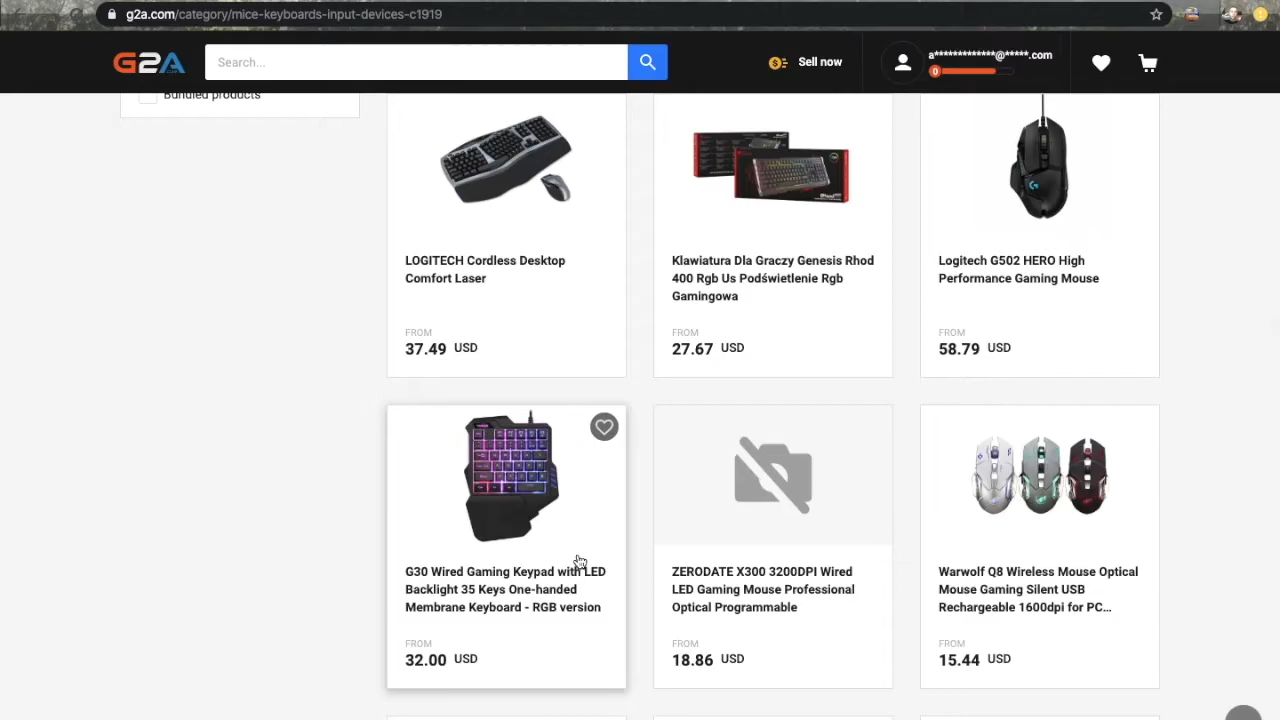 g2a.com/category/mice-keyboards-input-devices-c1919
G2A
Search...
Sell now
a*************@*****.com
0
Bundled products
LOGITECH Cordless Desktop
Comfort Laser
FROM
37.49 USD
Klawiatura Dla Graczy Genesis Rhod
400 Rgb Us Podświetlenie Rgb
Gamingowa
FROM
27.67 USD
Logitech G502 HERO High
Performance Gaming Mouse
FROM
58.79 USD
G30 Wired Gaming Keypad with LED
Backlight 35 Keys One-handed
Membrane Keyboard - RGB version
FROM
32.00 USD
ZERODATE X300 3200DPI Wired
LED Gaming Mouse Professional
Optical Programmable
FROM
18.86 USD
Warwolf Q8 Wireless Mouse Optical
Mouse Gaming Silent USB
Rechargeable 1600dpi for PC...
FROM
15.44 USD